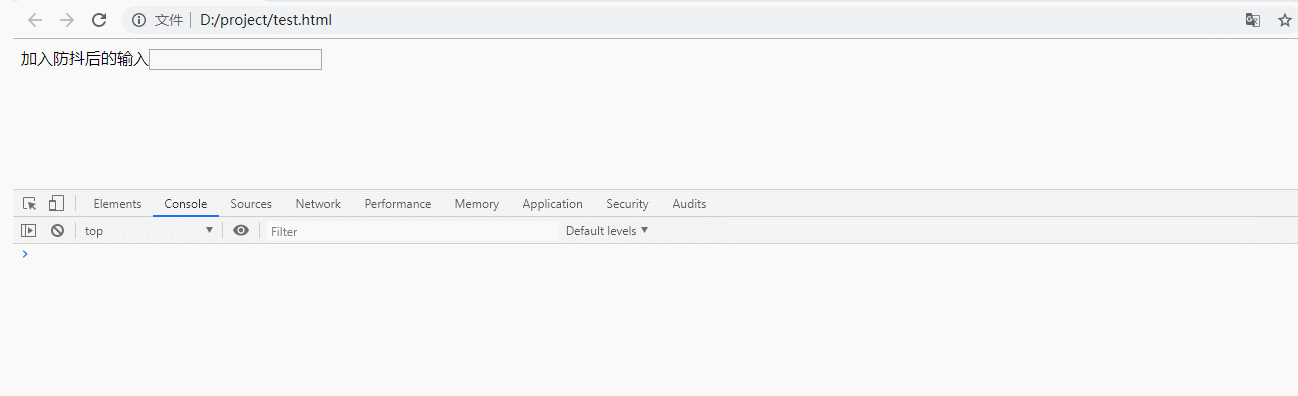 文件 D:/project/test.html
加入防抖后的输入
Elements Console Sources Network Performance Memory Application Security Audits
top Filter Default levels